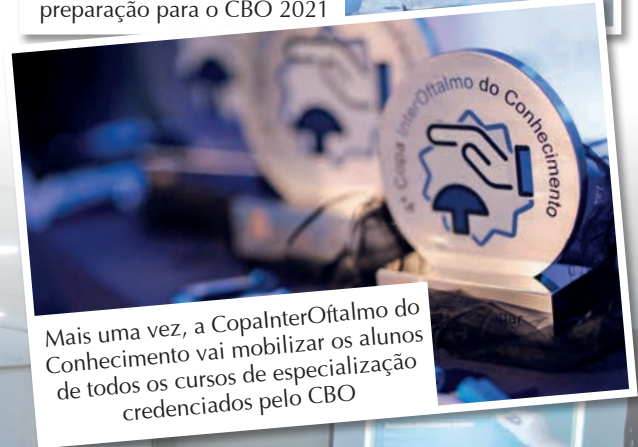 preparação para o CBO 2021
4ª Copa InterOftalmo do Conhecimento
Mais uma vez, a CopaInterOftalmo do
Conhecimento vai mobilizar os alunos
de todos os cursos de especialização
credenciados pelo CBO